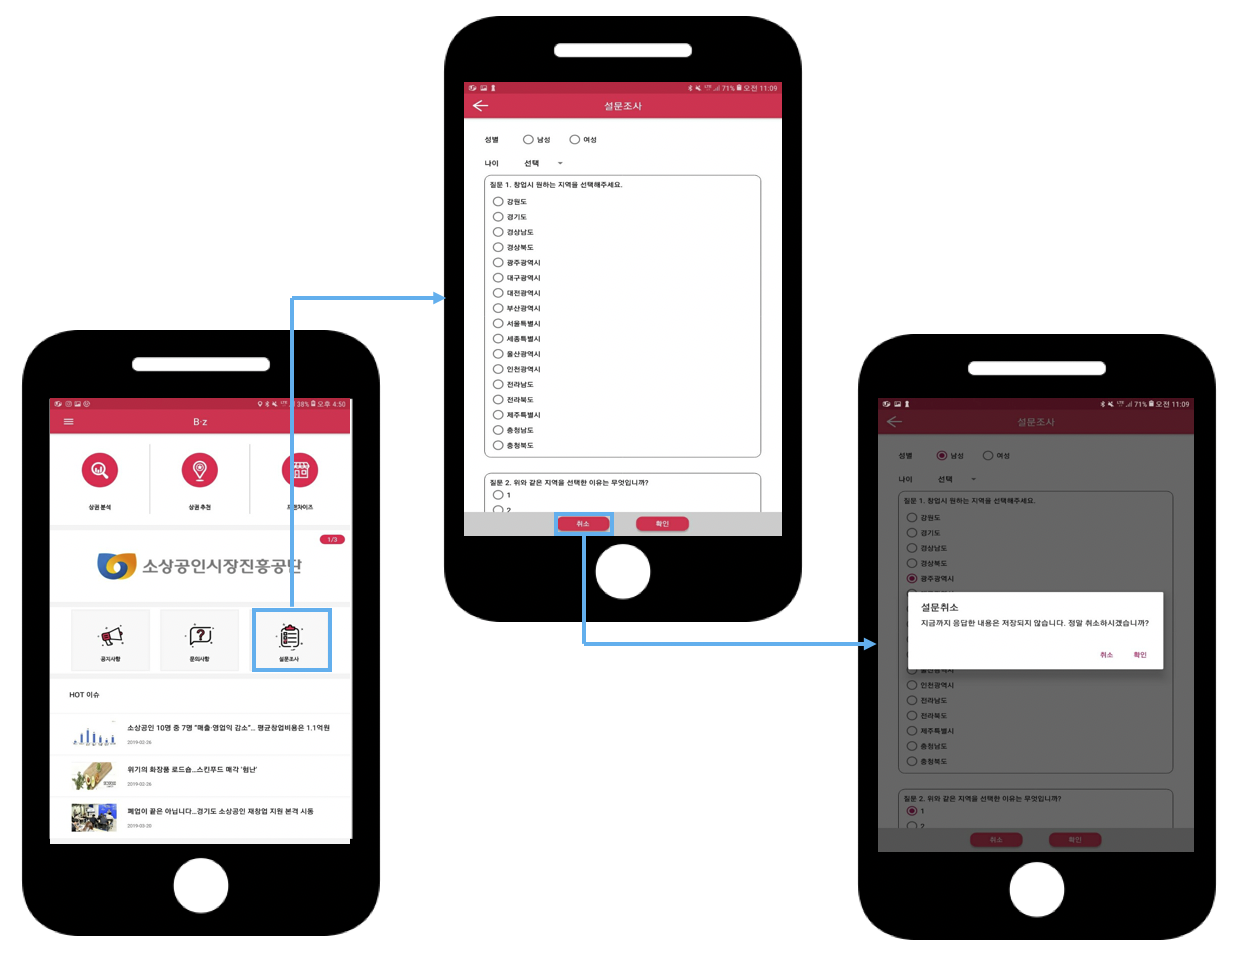 71% 오전 11:09
설문조사
성별 남성 여성
나이 선택
질문 1. 창업시 원하는 지역을 선택해주세요.
강원도
경기도
경상남도
경상북도
광주광역시
대구광역시
대전광역시
부산광역시
서울특별시
세종특별시
울산광역시
인천광역시
전라남도
전라북도
제주특별시
충청남도
충청북도
질문 2. 위와 같은 지역을 선택한 이유는 무엇입니까?
1
2
취소 확인
38% 오후 4:50
B·z
상권 분석 상권 추천
1/3
소상공인시장진흥공단
공지사항 문의사항 설문조사
HOT 이슈
소상공인 10명 중 7명 "매출·영업익 감소"... 평균창업비용은 1.1억원
2019-02-26
위기의 화장품 로드숍...스킨푸드 매각 '험난'
2019-02-26
폐업이 끝은 아닙니다...경기도 소상공인 재창업 지원 본격 시동
2019-03-20
71% 오전 11:09
설문조사
성별 남성 여성
나이 선택
질문 1. 창업시 원하는 지역을 선택해주세요.
강원도
경기도
경상남도
경상북도
광주광역시
설문취소
지금까지 응답한 내용은 저장되지 않습니다. 정말 취소하시겠습니까?
취소 확인
울산광역시
인천광역시
전라남도
전라북도
제주특별시
충청남도
충청북도
질문 2. 위와 같은 지역을 선택한 이유는 무엇입니까?
1
2
취소 확인